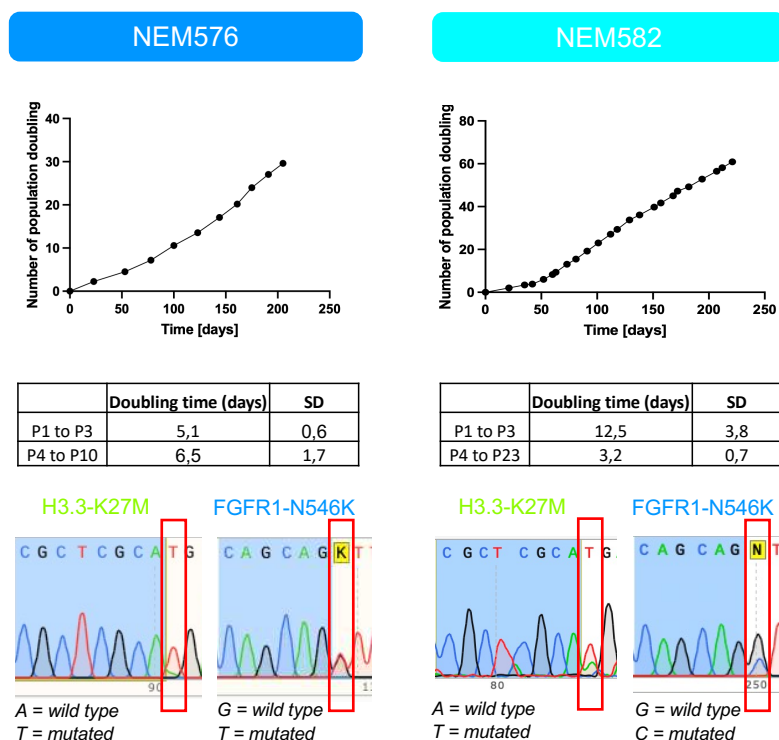 NEM576
NEM582
Number of population doubling
40
30
20
10
0
0 50 100 150 200 250
Time [days]
Number of population doubling
80
60
40
20
0
0 50 100 150 200 250
Time [days]
Doubling time (days) SD
P1 to P3 5,1 0,6
P4 to P10 6,5 1,7
Doubling time (days) SD
P1 to P3 12,5 3,8
P4 to P23 3,2 0,7
H3.3-K27M
FGFR1-N546K
H3.3-K27M
FGFR1-N546K
C G C T C G C A T G
C A G C A G K T T
C G C T C G C A T G
C A G C A G N T
90
80
250
A = wild type
T = mutated
G = wild type
T = mutated
A = wild type
T = mutated
G = wild type
C = mutated